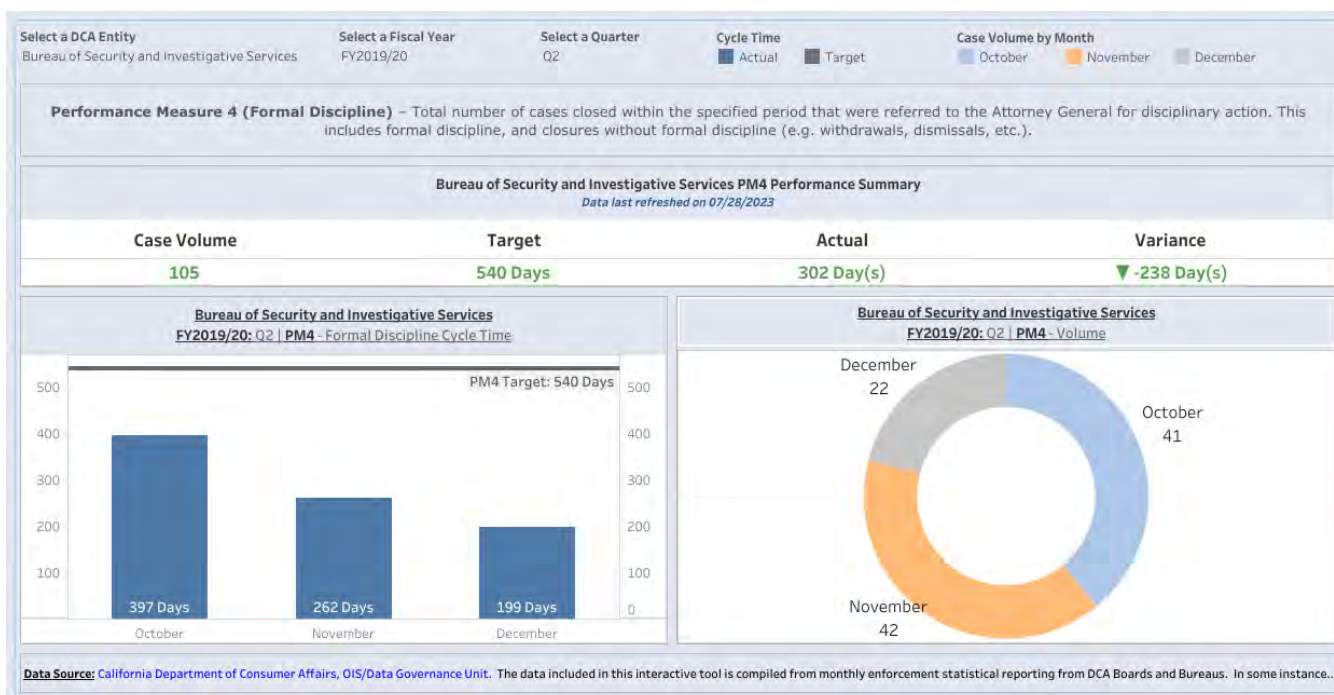 Select a DCA Entity
Bureau of Security and Investigative Services
Select a Fiscal Year
FY2019/20
Select a Quarter
Q2
Cycle Time
Actual Target
Case Volume by Month
October November December
Performance Measure 4 (Formal Discipline) – Total number of cases closed within the specified period that were referred to the Attorney General for disciplinary action. This
includes formal discipline, and closures without formal discipline (e.g. withdrawals, dismissals, etc.).
Bureau of Security and Investigative Services PM4 Performance Summary
Data last refreshed on 07/28/2023
Case Volume Target Actual Variance
105 540 Days 302 Day(s) ▼ -238 Day(s)
Bureau of Security and Investigative Services
FY2019/20: Q2 | PM4 - Formal Discipline Cycle Time
PM4 Target: 540 Days
500 500
400 400
300 300
200 200
100 100
0
397 Days 262 Days 199 Days
October November December
Bureau of Security and Investigative Services
FY2019/20: Q2 | PM4 - Volume
December
22
October
41
November
42
Data Source: California Department of Consumer Affairs, OIS/Data Governance Unit. The data included in this interactive tool is compiled from monthly enforcement statistical reporting from DCA Boards and Bureaus. In some instance..